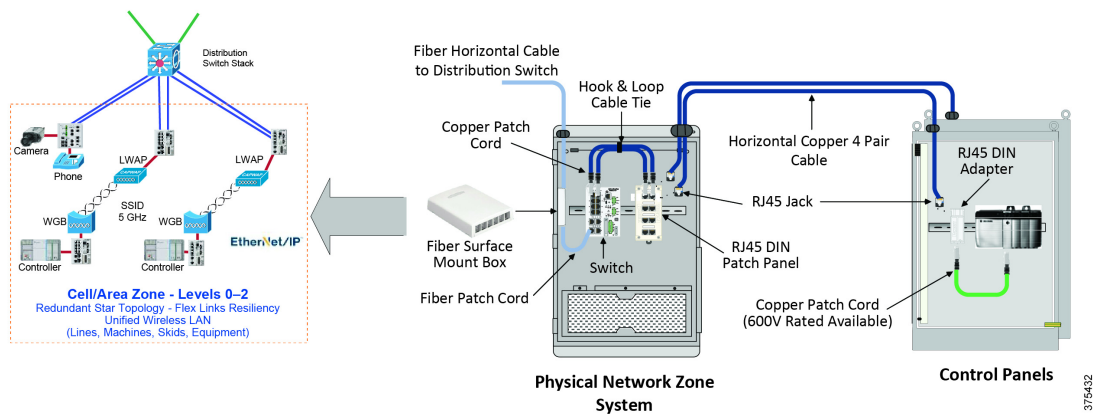 Distribution
Switch Stack
Camera
Phone
LWAP
CAPWAP
LWAP
CAPWAP
SSID
5 GHz
WGB
WGB
Controller
Controller
EtherNet/IP
Cell/Area Zone - Levels 0–2
Redundant Star Topology - Flex Links Resiliency
Unified Wireless LAN
(Lines, Machines, Skids, Equipment)
Fiber Horizontal Cable
to Distribution Switch
Hook & Loop
Cable Tie
Copper Patch
Cord
Fiber Surface
Mount Box
Fiber Patch Cord
Switch
RJ45 DIN
Patch Panel
RJ45 Jack
Horizontal Copper 4 Pair
Cable
RJ45 DIN
Adapter
Copper Patch Cord
(600V Rated Available)
Physical Network Zone
System
Control Panels
375432